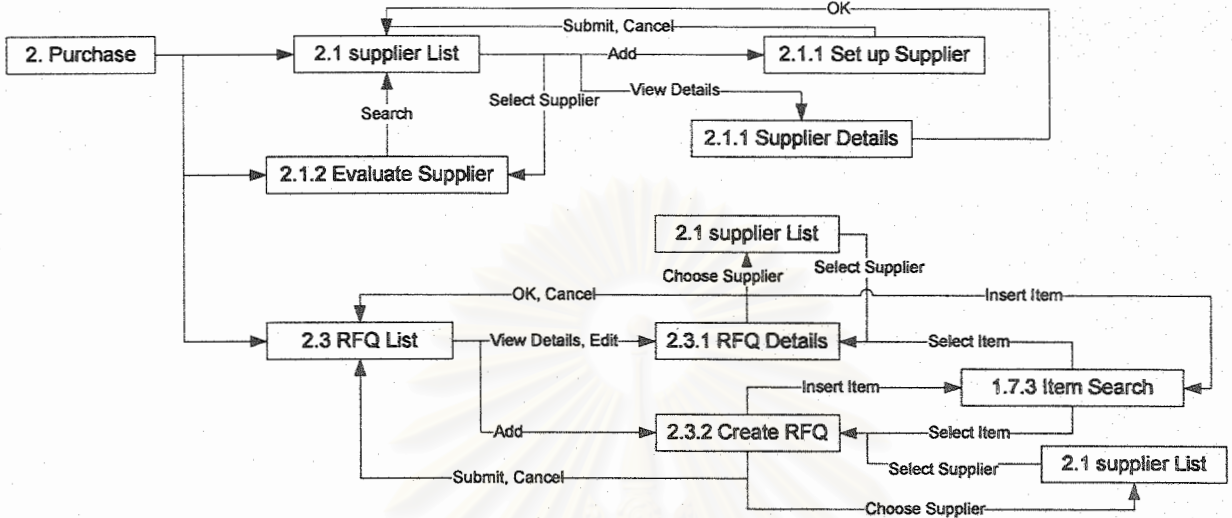 OK
Submit, Cancel
2. Purchase
2.1 supplier List
Add
2.1.1 Set up Supplier
Select Supplier
View Details
Search
2.1.1 Supplier Details
2.1.2 Evaluate Supplier
2.1 supplier List
Choose Supplier
Select Supplier
OK, Cancel
Insert Item
2.3 RFQ List
View Details, Edit
2.3.1 RFQ Details
Select Item
Insert Item
1.7.3 Item Search
Add
2.3.2 Create RFQ
Select Item
Select Supplier
2.1 supplier List
Submit, Cancel
Choose Supplier